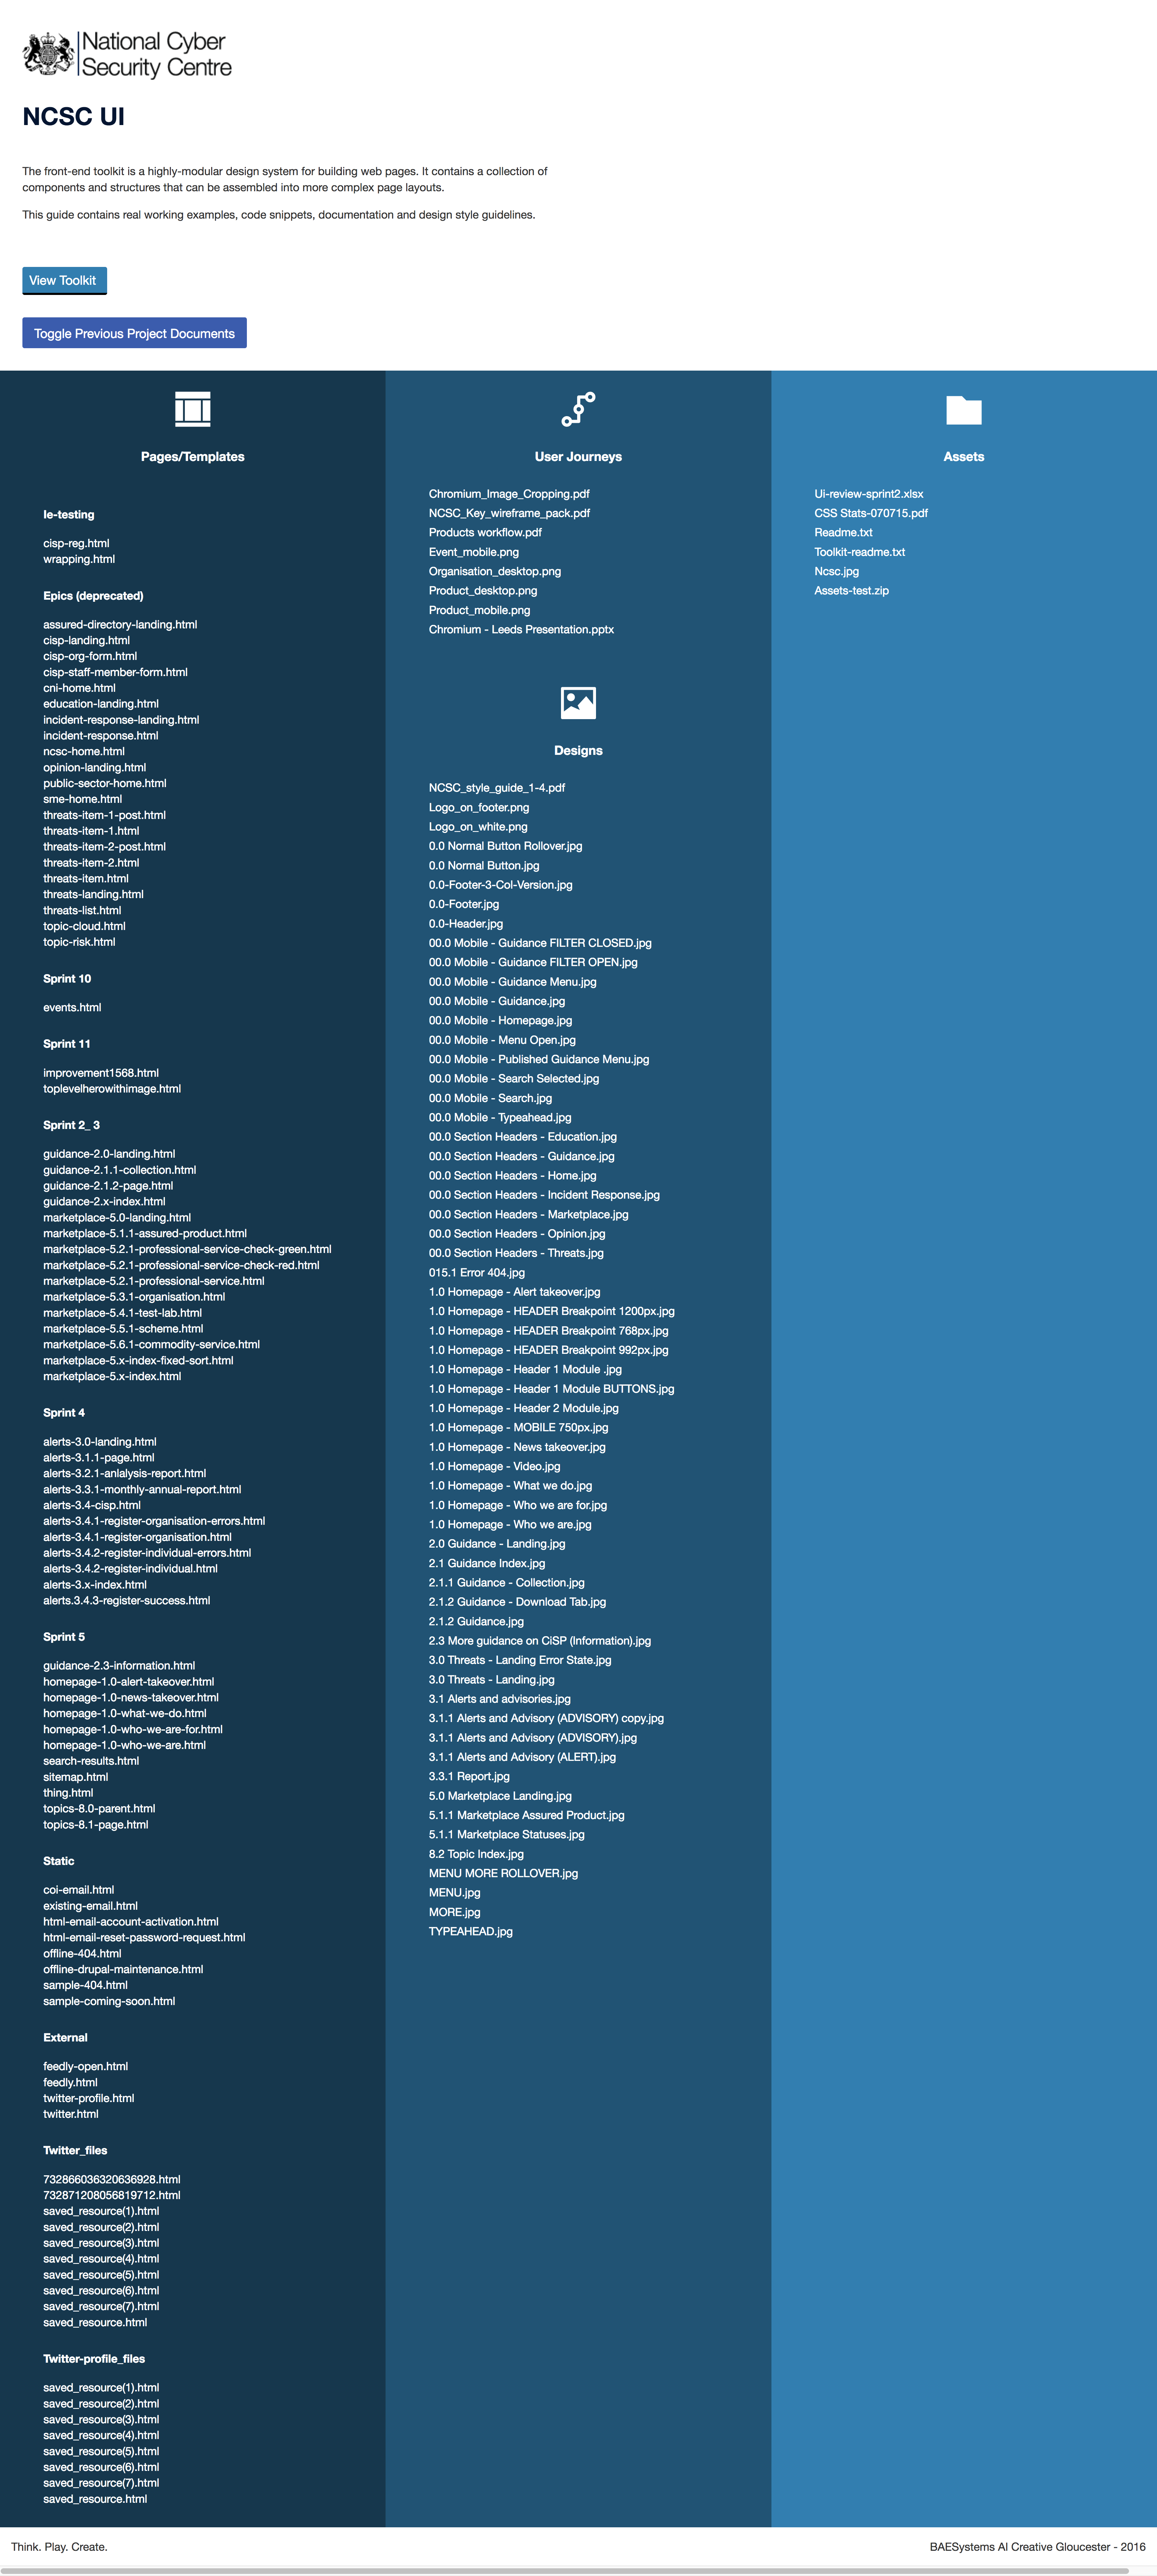 National Cyber
Security Centre
NCSC UI
The front-end toolkit is a highly-modular design system for building web pages. It contains a collection of
components and structures that can be assembled into more complex page layouts.
This guide contains real working examples, code snippets, documentation and design style guidelines.
View Toolkit
Toggle Previous Project Documents
Pages/Templates
Ie-testing
cisp-reg.html
wrapping.html
Epics (deprecated)
assured-directory-landing.html
cisp-landing.html
cisp-org-form.html
cisp-staff-member-form.html
cni-home.html
education-landing.html
incident-response-landing.html
incident-response.html
ncsc-home.html
opinion-landing.html
public-sector-home.html
sme-home.html
threats-item-1-post.html
threats-item-1.html
threats-item-2-post.html
threats-item-2.html
threats-item.html
threats-landing.html
threats-list.html
topic-cloud.html
topic-risk.html
Sprint 10
events.html
Sprint 11
improvement1568.html
toplevelherowithimage.html
Sprint 2_ 3
guidance-2.0-landing.html
guidance-2.1.1-collection.html
guidance-2.1.2-page.html
guidance-2.x-index.html
marketplace-5.0-landing.html
marketplace-5.1.1-assured-product.html
marketplace-5.2.1-professional-service-check-green.html
marketplace-5.2.1-professional-service-check-red.html
marketplace-5.2.1-professional-service.html
marketplace-5.3.1-organisation.html
marketplace-5.4.1-test-lab.html
marketplace-5.5.1-scheme.html
marketplace-5.6.1-commodity-service.html
marketplace-5.x-index-fixed-sort.html
marketplace-5.x-index.html
Sprint 4
alerts-3.0-landing.html
alerts-3.1.1-page.html
alerts-3.2.1-anlalysis-report.html
alerts-3.3.1-monthly-annual-report.html
alerts-3.4-cisp.html
alerts-3.4.1-register-organisation-errors.html
alerts-3.4.1-register-organisation.html
alerts-3.4.2-register-individual-errors.html
alerts-3.4.2-register-individual.html
alerts-3.x-index.html
alerts.3.4.3-register-success.html
Sprint 5
guidance-2.3-information.html
homepage-1.0-alert-takeover.html
homepage-1.0-news-takeover.html
homepage-1.0-what-we-do.html
homepage-1.0-who-we-are-for.html
homepage-1.0-who-we-are.html
search-results.html
sitemap.html
thing.html
topics-8.0-parent.html
topics-8.1-page.html
Static
coi-email.html
existing-email.html
html-email-account-activation.html
html-email-reset-password-request.html
offline-404.html
offline-drupal-maintenance.html
sample-404.html
sample-coming-soon.html
External
feedly-open.html
feedly.html
twitter-profile.html
twitter.html
Twitter_files
732866036320636928.html
732871208056819712.html
saved_resource(1).html
saved_resource(2).html
saved_resource(3).html
saved_resource(4).html
saved_resource(5).html
saved_resource(6).html
saved_resource(7).html
saved_resource.html
Twitter-profile_files
saved_resource(1).html
saved_resource(2).html
saved_resource(3).html
saved_resource(4).html
saved_resource(5).html
saved_resource(6).html
saved_resource(7).html
saved_resource.html
User Journeys
Chromium_Image_Cropping.pdf
NCSC_Key_wireframe_pack.pdf
Products workflow.pdf
Event_mobile.png
Organisation_desktop.png
Product_desktop.png
Product_mobile.png
Chromium - Leeds Presentation.pptx
Designs
NCSC_style_guide_1-4.pdf
Logo_on_footer.png
Logo_on_white.png
0.0 Normal Button Rollover.jpg
0.0 Normal Button.jpg
0.0-Footer-3-Col-Version.jpg
0.0-Footer.jpg
0.0-Header.jpg
00.0 Mobile - Guidance FILTER CLOSED.jpg
00.0 Mobile - Guidance FILTER OPEN.jpg
00.0 Mobile - Guidance Menu.jpg
00.0 Mobile - Guidance.jpg
00.0 Mobile - Homepage.jpg
00.0 Mobile - Menu Open.jpg
00.0 Mobile - Published Guidance Menu.jpg
00.0 Mobile - Search Selected.jpg
00.0 Mobile - Search.jpg
00.0 Mobile - Typeahead.jpg
00.0 Section Headers - Education.jpg
00.0 Section Headers - Guidance.jpg
00.0 Section Headers - Home.jpg
00.0 Section Headers - Incident Response.jpg
00.0 Section Headers - Marketplace.jpg
00.0 Section Headers - Opinion.jpg
00.0 Section Headers - Threats.jpg
015.1 Error 404.jpg
1.0 Homepage - Alert takeover.jpg
1.0 Homepage - HEADER Breakpoint 1200px.jpg
1.0 Homepage - HEADER Breakpoint 768px.jpg
1.0 Homepage - HEADER Breakpoint 992px.jpg
1.0 Homepage - Header 1 Module .jpg
1.0 Homepage - Header 1 Module BUTTONS.jpg
1.0 Homepage - Header 2 Module.jpg
1.0 Homepage - MOBILE 750px.jpg
1.0 Homepage - News takeover.jpg
1.0 Homepage - Video.jpg
1.0 Homepage - What we do.jpg
1.0 Homepage - Who we are for.jpg
1.0 Homepage - Who we are.jpg
2.0 Guidance - Landing.jpg
2.1 Guidance Index.jpg
2.1.1 Guidance - Collection.jpg
2.1.2 Guidance - Download Tab.jpg
2.1.2 Guidance.jpg
2.3 More guidance on CiSP (Information).jpg
3.0 Threats - Landing Error State.jpg
3.0 Threats - Landing.jpg
3.1 Alerts and advisories.jpg
3.1.1 Alerts and Advisory (ADVISORY) copy.jpg
3.1.1 Alerts and Advisory (ADVISORY).jpg
3.1.1 Alerts and Advisory (ALERT).jpg
3.3.1 Report.jpg
5.0 Marketplace Landing.jpg
5.1.1 Marketplace Assured Product.jpg
5.1.1 Marketplace Statuses.jpg
8.2 Topic Index.jpg
MENU MORE ROLLOVER.jpg
MENU.jpg
MORE.jpg
TYPEAHEAD.jpg
Assets
Ui-review-sprint2.xlsx
CSS Stats-070715.pdf
Readme.txt
Toolkit-readme.txt
Ncsc.jpg
Assets-test.zip
Think. Play. Create.
BAESystems AI Creative Gloucester - 2016